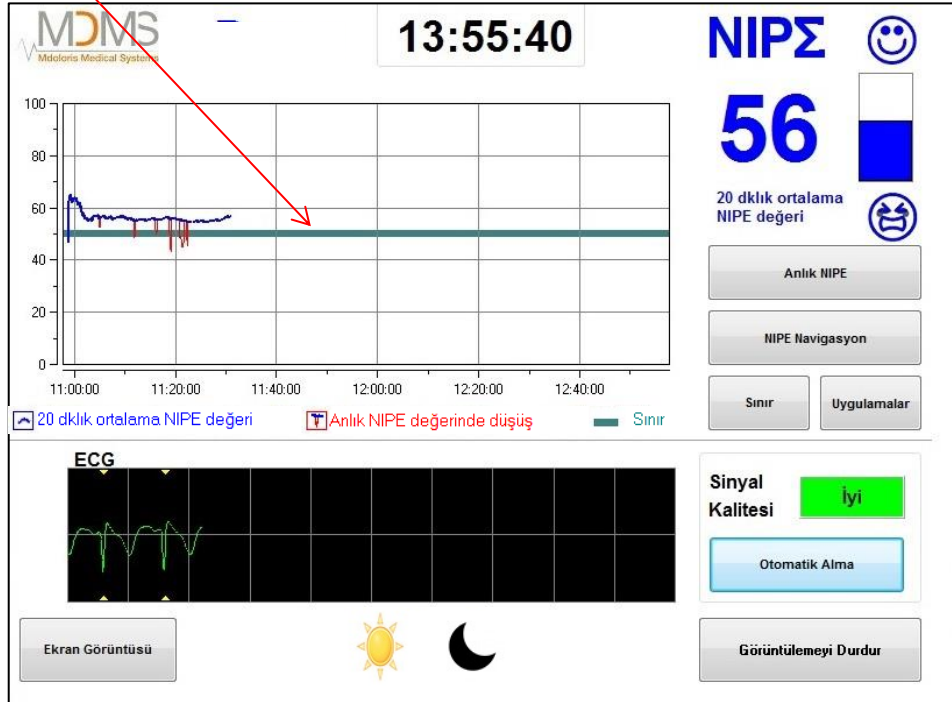 MDMS
Mdoloris Medical Systems
13:55:40
NIPΣ
56
20 dklık ortalama
NIPE değeri
100
80
60
40
20
0
11:00:00 11:20:00 11:40:00 12:00:00 12:20:00 12:40:00
20 dklık ortalama NIPE değeri Anlık NIPE değerinde düşüş Sınır
Anlık NIPE
NIPE Navigasyon
Sınır Uygulamalar
ECG
Sinyal
Kalitesi
İyi
Otomatik Alma
Ekran Görüntüsü
Görüntülemeyi Durdur